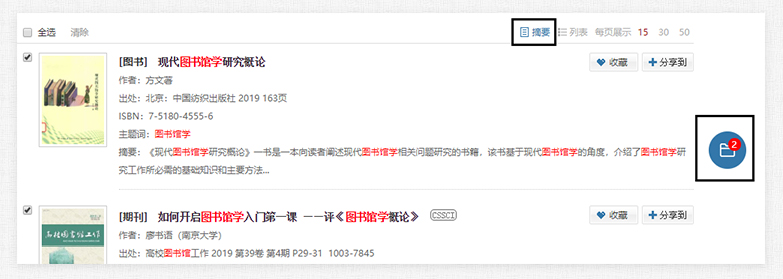 全选 清除 摘要 列表 每页展示 15 30 50
[图书] 现代图书馆学研究概论 收藏 分享到
作者：方文著
出处：北京：中国纺织出版社 2019 163页
ISBN：7-5180-4555-6
主题词：图书馆学
2
摘要：《现代图书馆学研究概论》一书是一本向读者阐述现代图书馆学相关问题研究的书籍，该书基于现代图书馆学的角度，介绍了图书馆学研
究工作所必需的基础知识和主要方法...
[期刊] 如何开启图书馆学入门第一课 ——评《图书馆学概论》 CSSCI 收藏 分享到
作者：廖书语（南京大学）
出处：高校图书馆工作 2019 第39卷 第4期 P29-31 1003-7845
高校图书馆工作